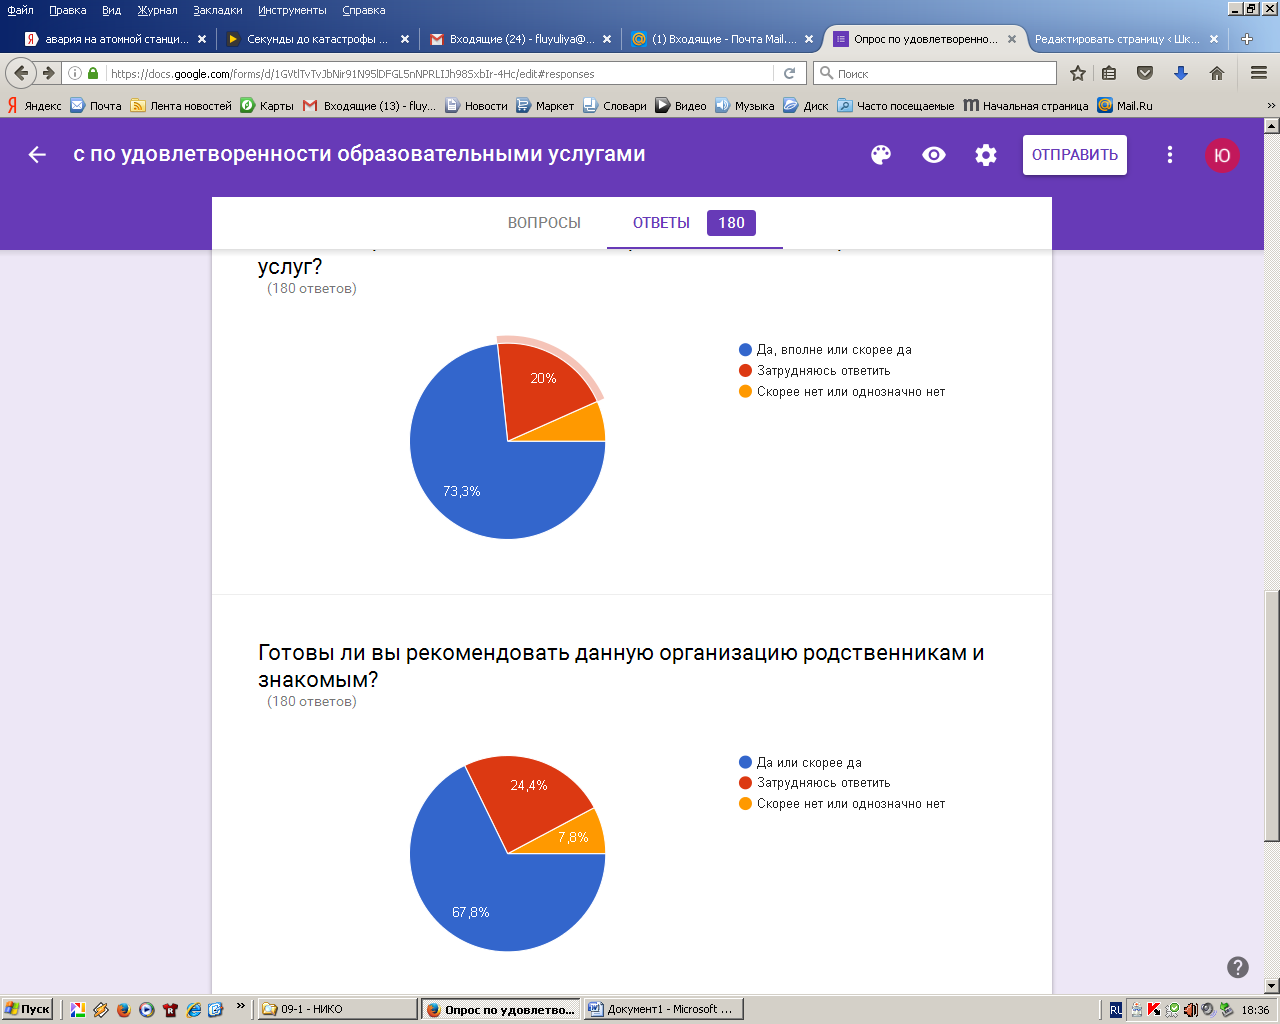 Файл Правка Вид Журнал Закладки Инструменты Справка
авария на атомной станци... Секунды до катастрофы ... Входящие (24) - fluyuliya@... (1) Входящие - Почта Mail.... Опрос по удовлетворенно... Редактировать страницу ‹ Шк...
https://docs.google.com/forms/d/1GVtlTvTvJbNir91N95lDFGL5nNPRLIJh985xbIr-4Hc/edit#responses Поиск
Яндекс Почта Лента новостей Карты Входящие (13) - fluy... Новости Маркет Словари Видео Музыка Диск Часто посещаемые Начальная страница Mail.Ru
с по удовлетворенности образовательными услугами ОТПРАВИТЬ Ю
ВОПРОСЫ ОТВЕТЫ 180
услуг?
(180 ответов)
Да, вполне или скорее да
Затрудняюсь ответить
Скорее нет или однозначно нет
20%
73,3%
Готовы ли вы рекомендовать данную организацию родственникам и
знакомым?
(180 ответов)
Да или скорее да
Затрудняюсь ответить
Скорее нет или однозначно нет
24,4%
7,8%
67,8%
Пуск 09-1 - НИКО Опрос по удовлетво... Документ1 - Microsoft ... RU 18:36